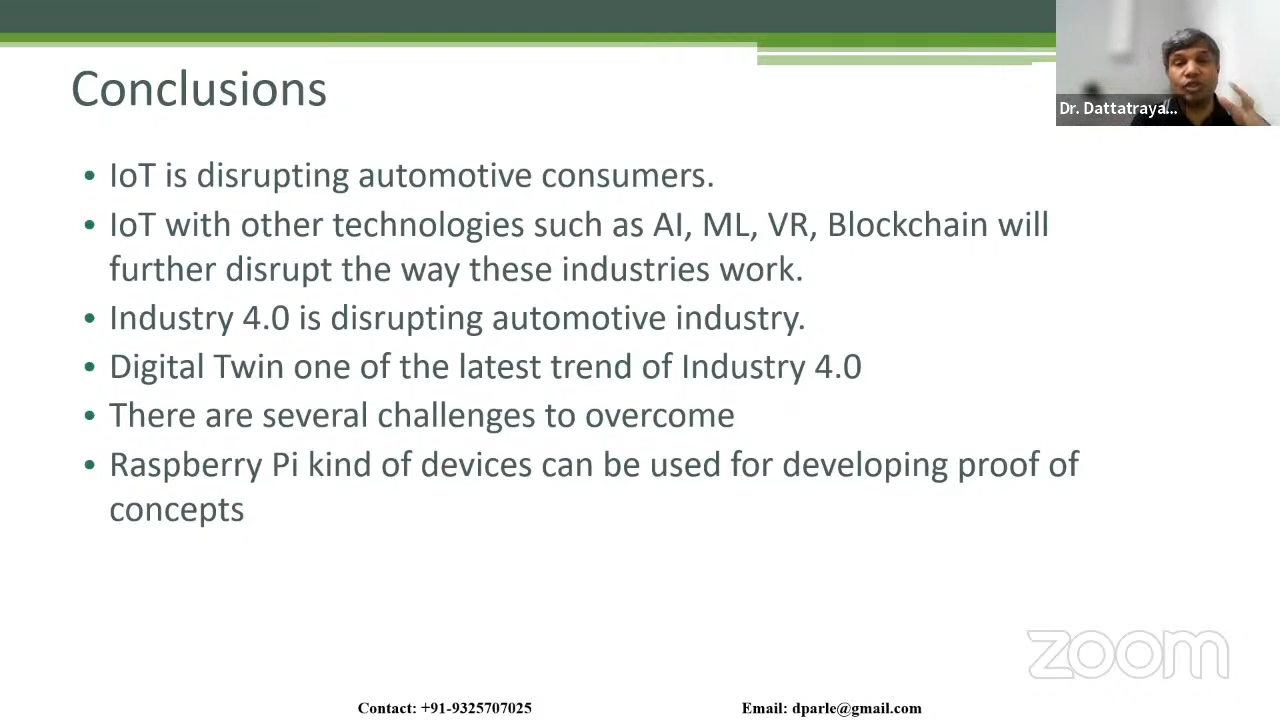 Conclusions
Dr. Dattatraya...
• IoT is disrupting automotive consumers.
• IoT with other technologies such as AI, ML, VR, Blockchain will
further disrupt the way these industries work.
• Industry 4.0 is disrupting automotive industry.
• Digital Twin one of the latest trend of Industry 4.0
• There are several challenges to overcome
• Raspberry Pi kind of devices can be used for developing proof of
concepts
zoom
Contact: +91-9325707025
Email: dparle@gmail.com